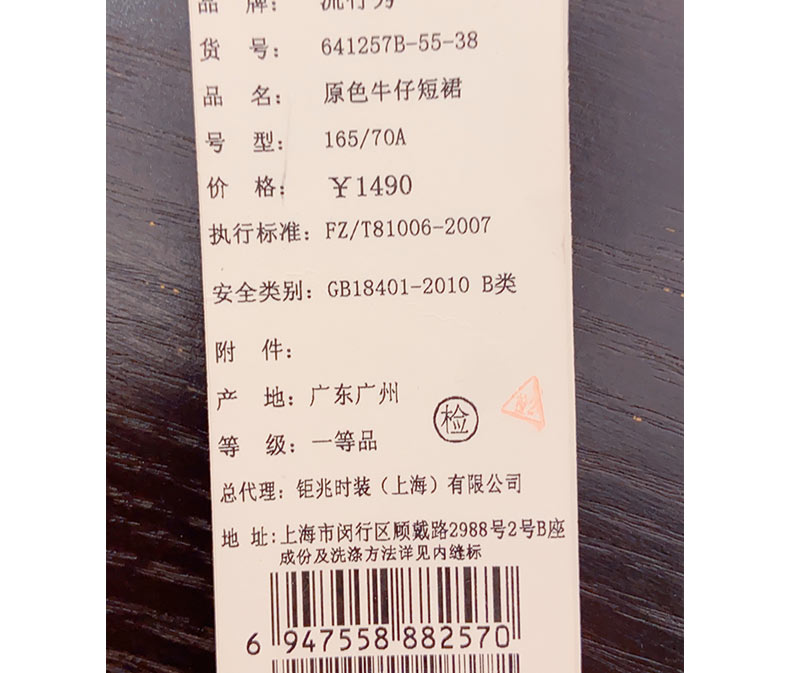 品 牌：流行
货 号：641257B-55-38
品 名：原色牛仔短裙
号 型：165/70A
价 格：￥1490
执行标准：FZ/T81006-2007
安全类别：GB18401-2010 B类
附 件：
产 地：广东广州
检
等 级：一等品
总代理：钜兆时装（上海）有限公司
地 址:上海市闵行区顾戴路2988号2号B座
成份及洗涤方法详见内缝标
6 947558 882570